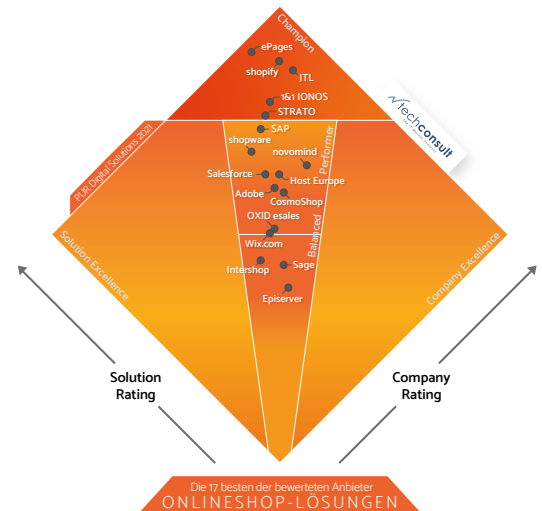 Champion
ePages
shopify
JTL
1&1 IONOS
STRATO
techconsult
PUR Digital Solutions 2021
SAP
shopware
novomind
Performer
Salesforce
Host Europe
Adobe
CosmoShop
OXID esales
Balanced
Wix.com
Intershop
Sage
Episerver
Solution Excellence
Company Excellence
Solution
Rating
Company
Rating
Die 17 besten der bewerteten Anbieter
ONLINESHOP-LÖSUNGEN